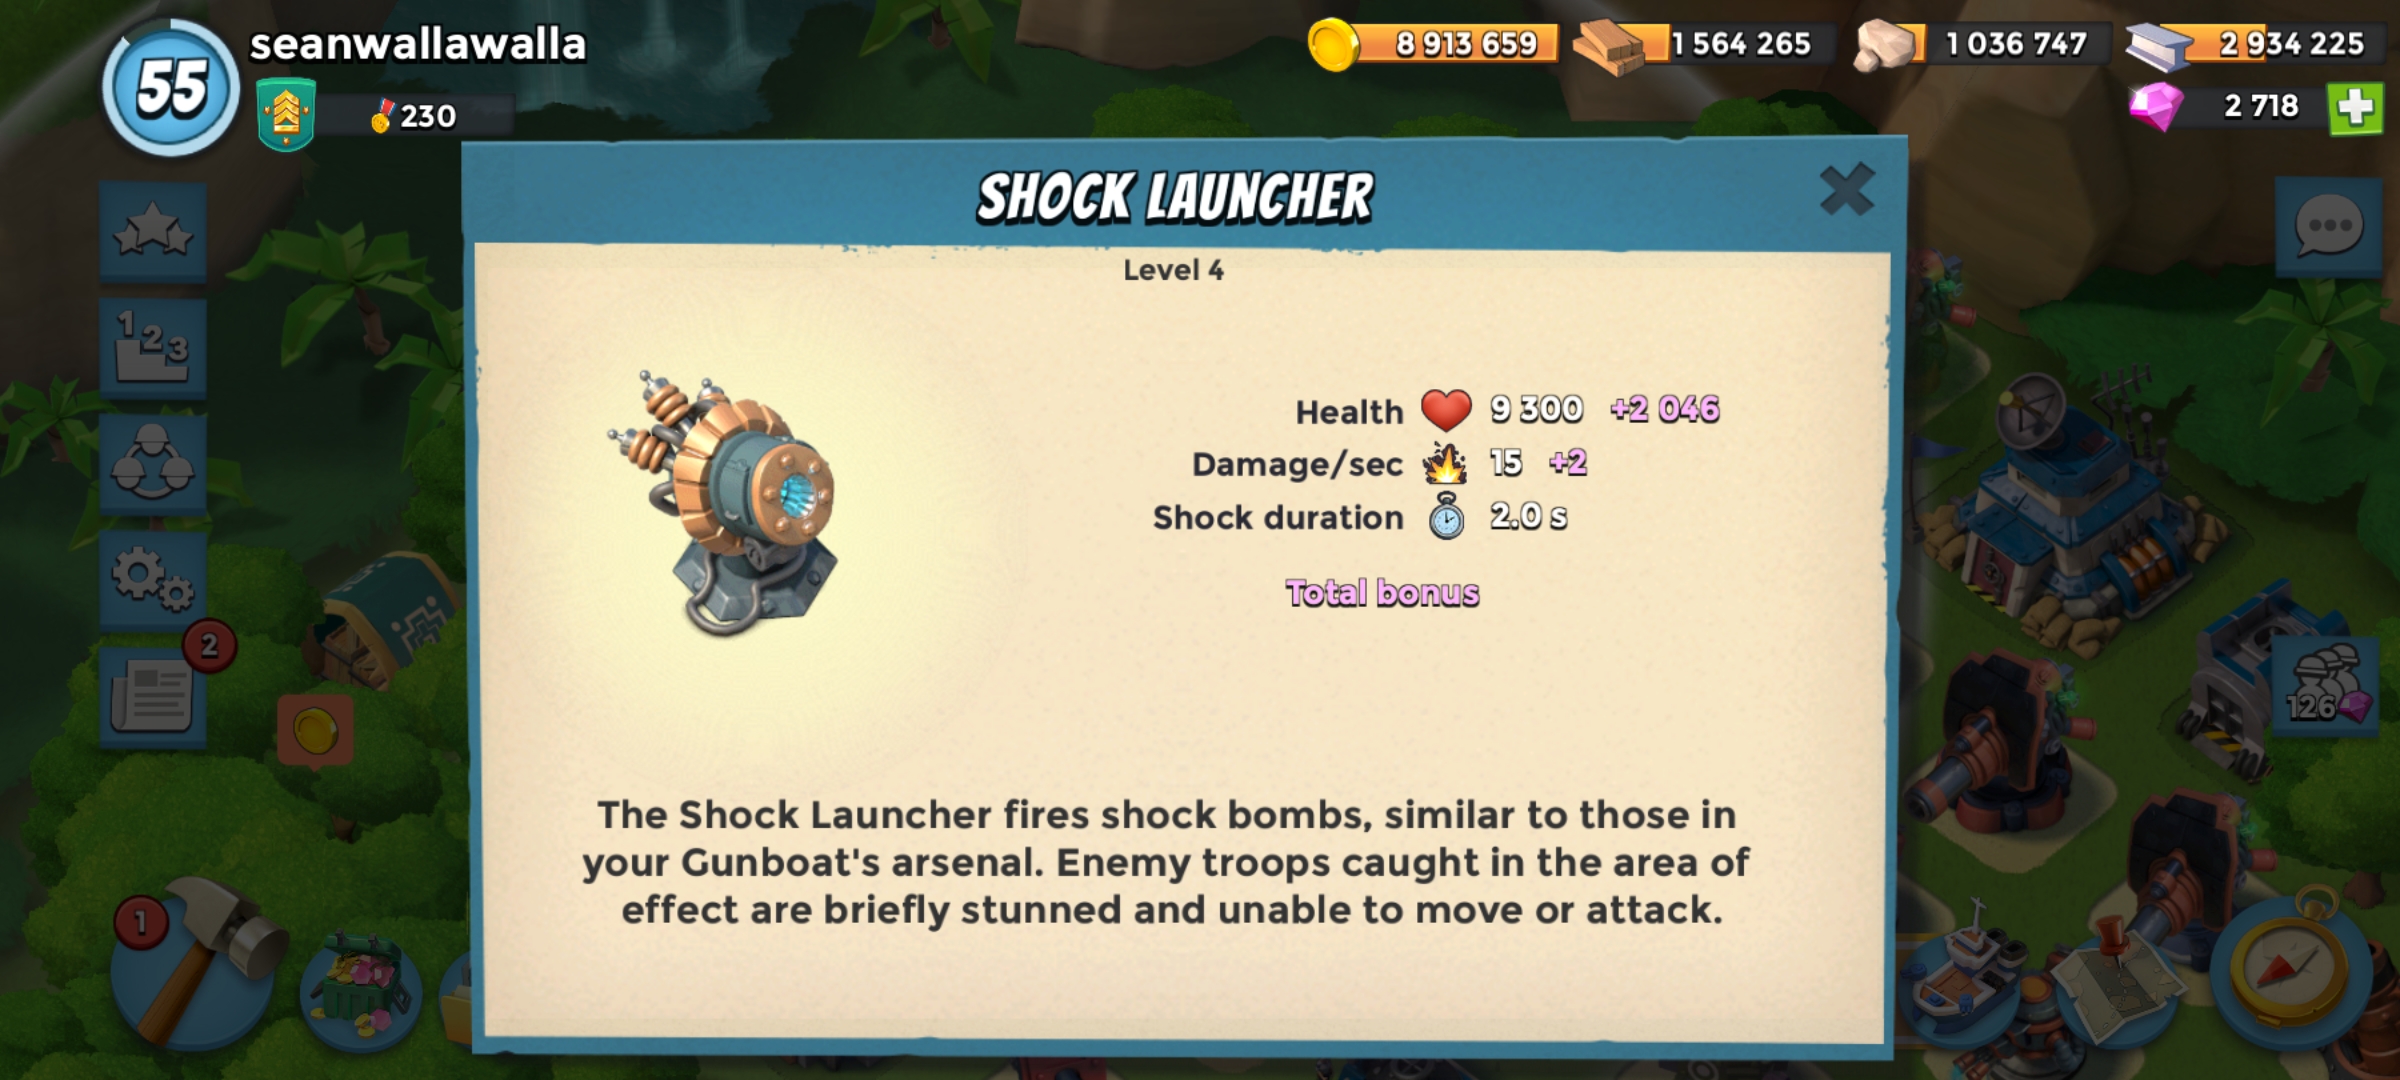 55
seanwallawalla
230
8 913 659
1 564 265
1 036 747
2 934 225
2 718
SHOCK LAUNCHER
Level 4
Health 9 300 +2 046
Damage/sec 15 +2
Shock duration 2.0 s
Total bonus
The Shock Launcher fires shock bombs, similar to those in
your Gunboat's arsenal. Enemy troops caught in the area of
effect are briefly stunned and unable to move or attack.
1 2 3
2
126
1